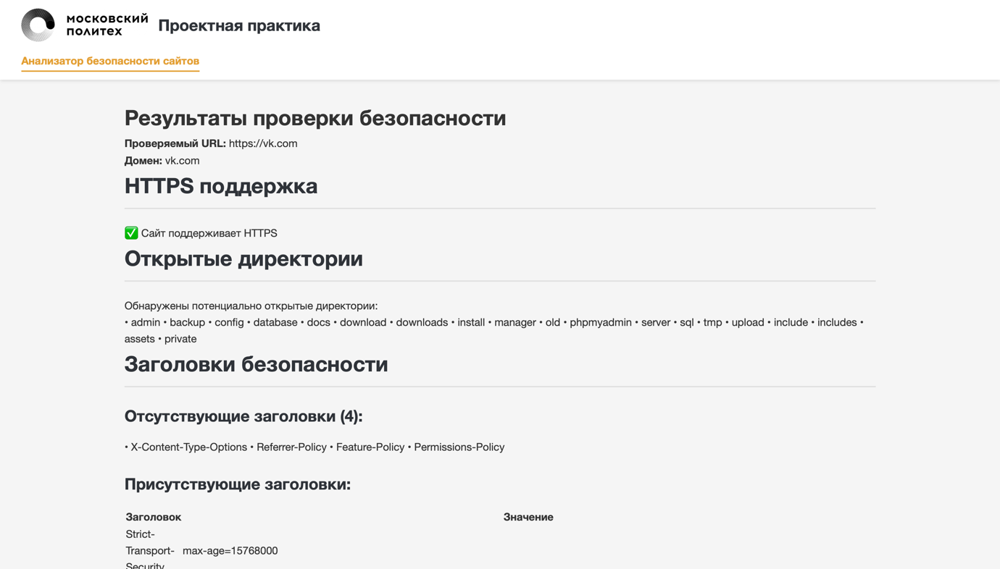 московский
политех
Проектная практика
Анализатор безопасности сайтов
Результаты проверки безопасности
Проверяемый URL: https://vk.com
Домен: vk.com
HTTPS поддержка
✅ Сайт поддерживает HTTPS
Открытые директории
Обнаружены потенциально открытые директории:
• admin • backup • config • database • docs • download • downloads • install • manager • old • phpmyadmin • server • sql • tmp • upload • include • includes •
assets • private
Заголовки безопасности
Отсутствующие заголовки (4):
• X-Content-Type-Options • Referrer-Policy • Feature-Policy • Permissions-Policy
Присутствующие заголовки:
Заголовок Значение
Strict-
Transport- max-age=15768000
Security